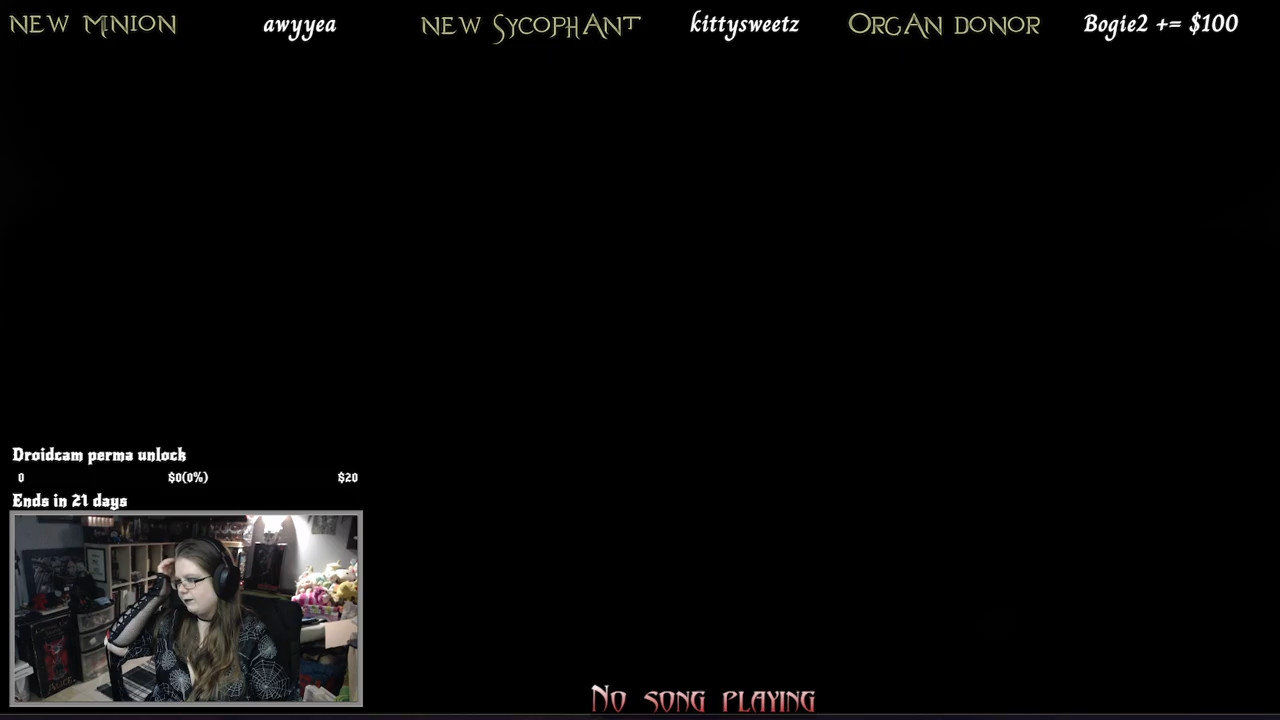 NEW MINION awyyea NEW SYCOPHANT kittysweetz ORGAN DONOR Bogie2 += $100
Droidcam perma unlock
0 $0(0%) $20
Ends in 21 days
ALICE
No song playing